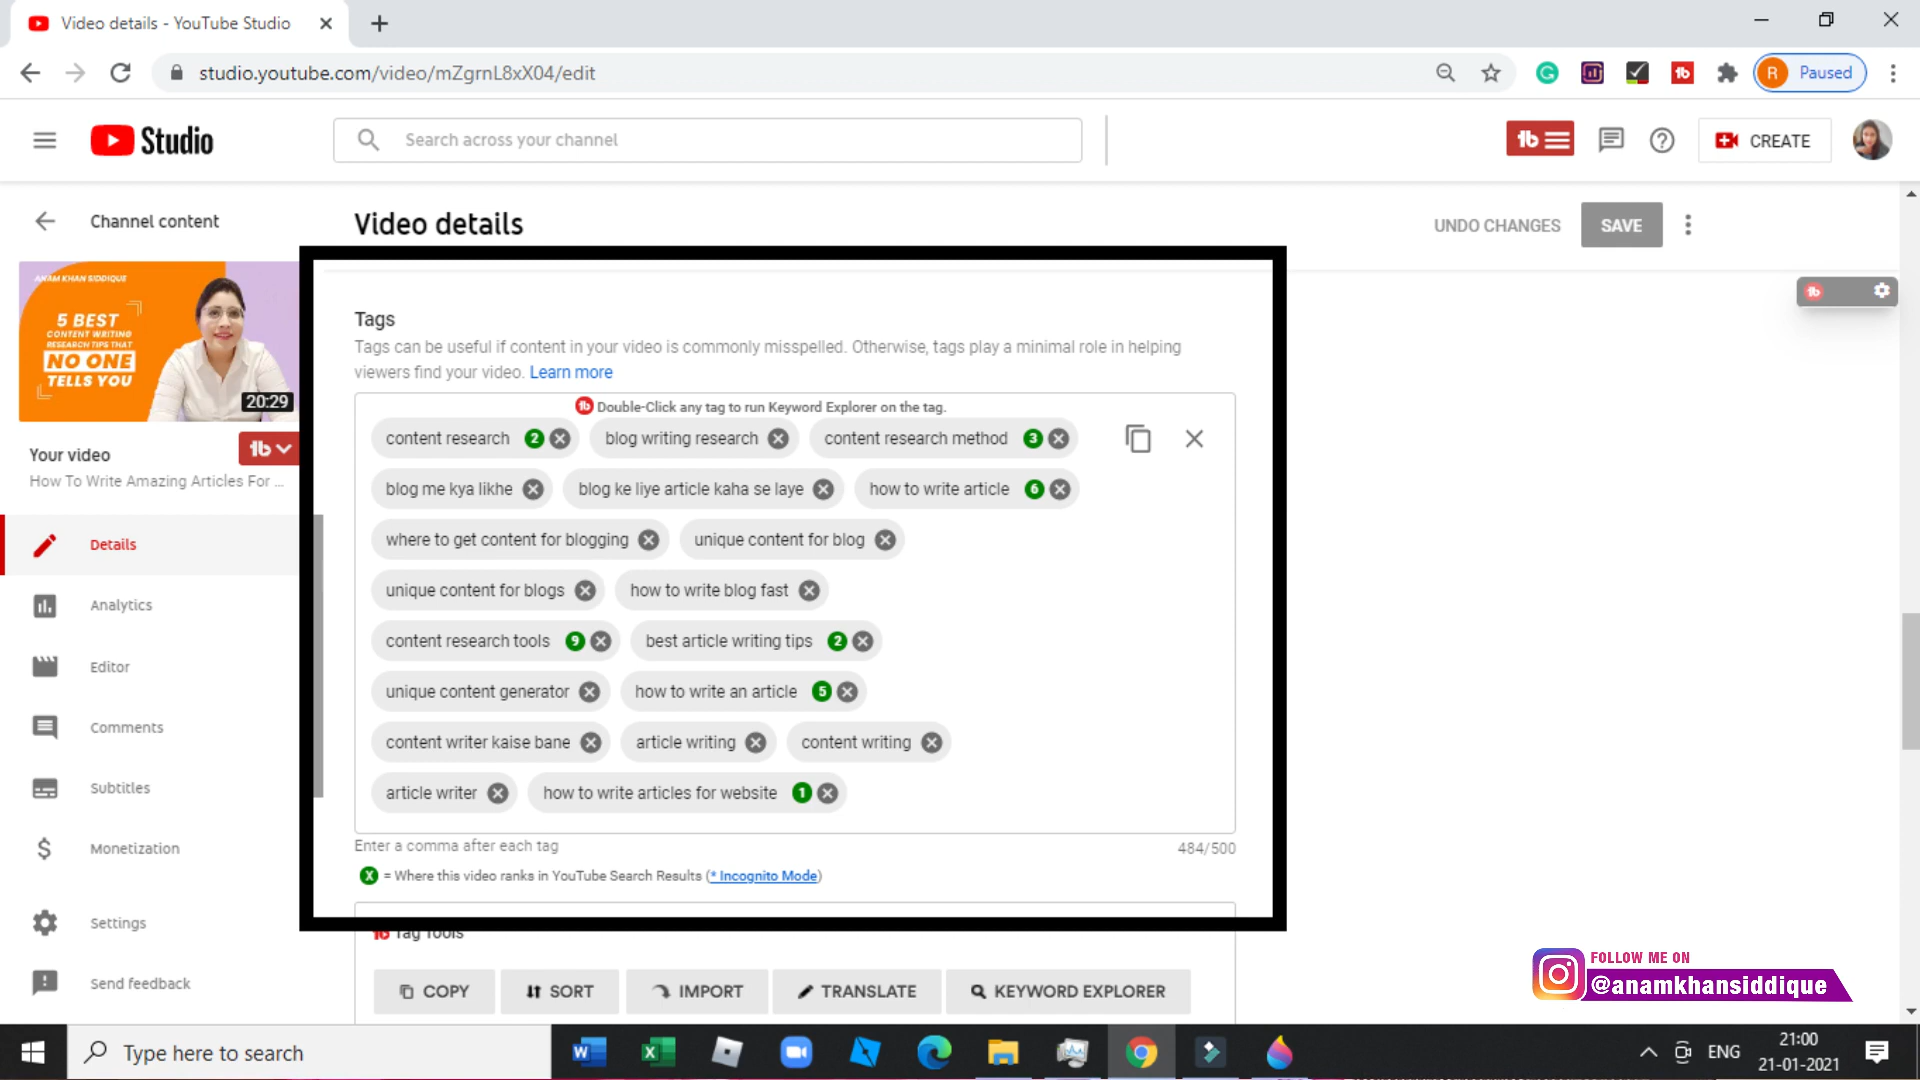 Video details - YouTube Studio
studio.youtube.com/video/mZgrnL8xX04/edit
R Paused
Studio
Search across your channel
CREATE
Channel content
Video details
UNDO CHANGES
SAVE
ANAM KHAN SIDDIQUE
5 BEST
CONTENT WRITING
RESEARCH TIPS THAT
NO ONE
TELLS YOU
20:29
Your video
How To Write Amazing Articles For ...
Details
Analytics
Editor
Comments
Subtitles
Monetization
Settings
Send feedback
Tags
Tags can be useful if content in your video is commonly misspelled. Otherwise, tags play a minimal role in helping
viewers find your video. Learn more
Double-Click any tag to run Keyword Explorer on the tag.
content research 2 blog writing research content research method 3
blog me kya likhe blog ke liye article kaha se laye how to write article 6
where to get content for blogging unique content for blog
unique content for blogs how to write blog fast
content research tools 9 best article writing tips 2
unique content generator how to write an article 5
content writer kaise bane article writing content writing
article writer how to write articles for website 1
Enter a comma after each tag
484/500
X = Where this video ranks in YouTube Search Results (* Incognito Mode)
Tag Tools
COPY SORT IMPORT TRANSLATE KEYWORD EXPLORER
FOLLOW ME ON
@anamkhansiddique
Type here to search
ENG
21:00
21-01-2021